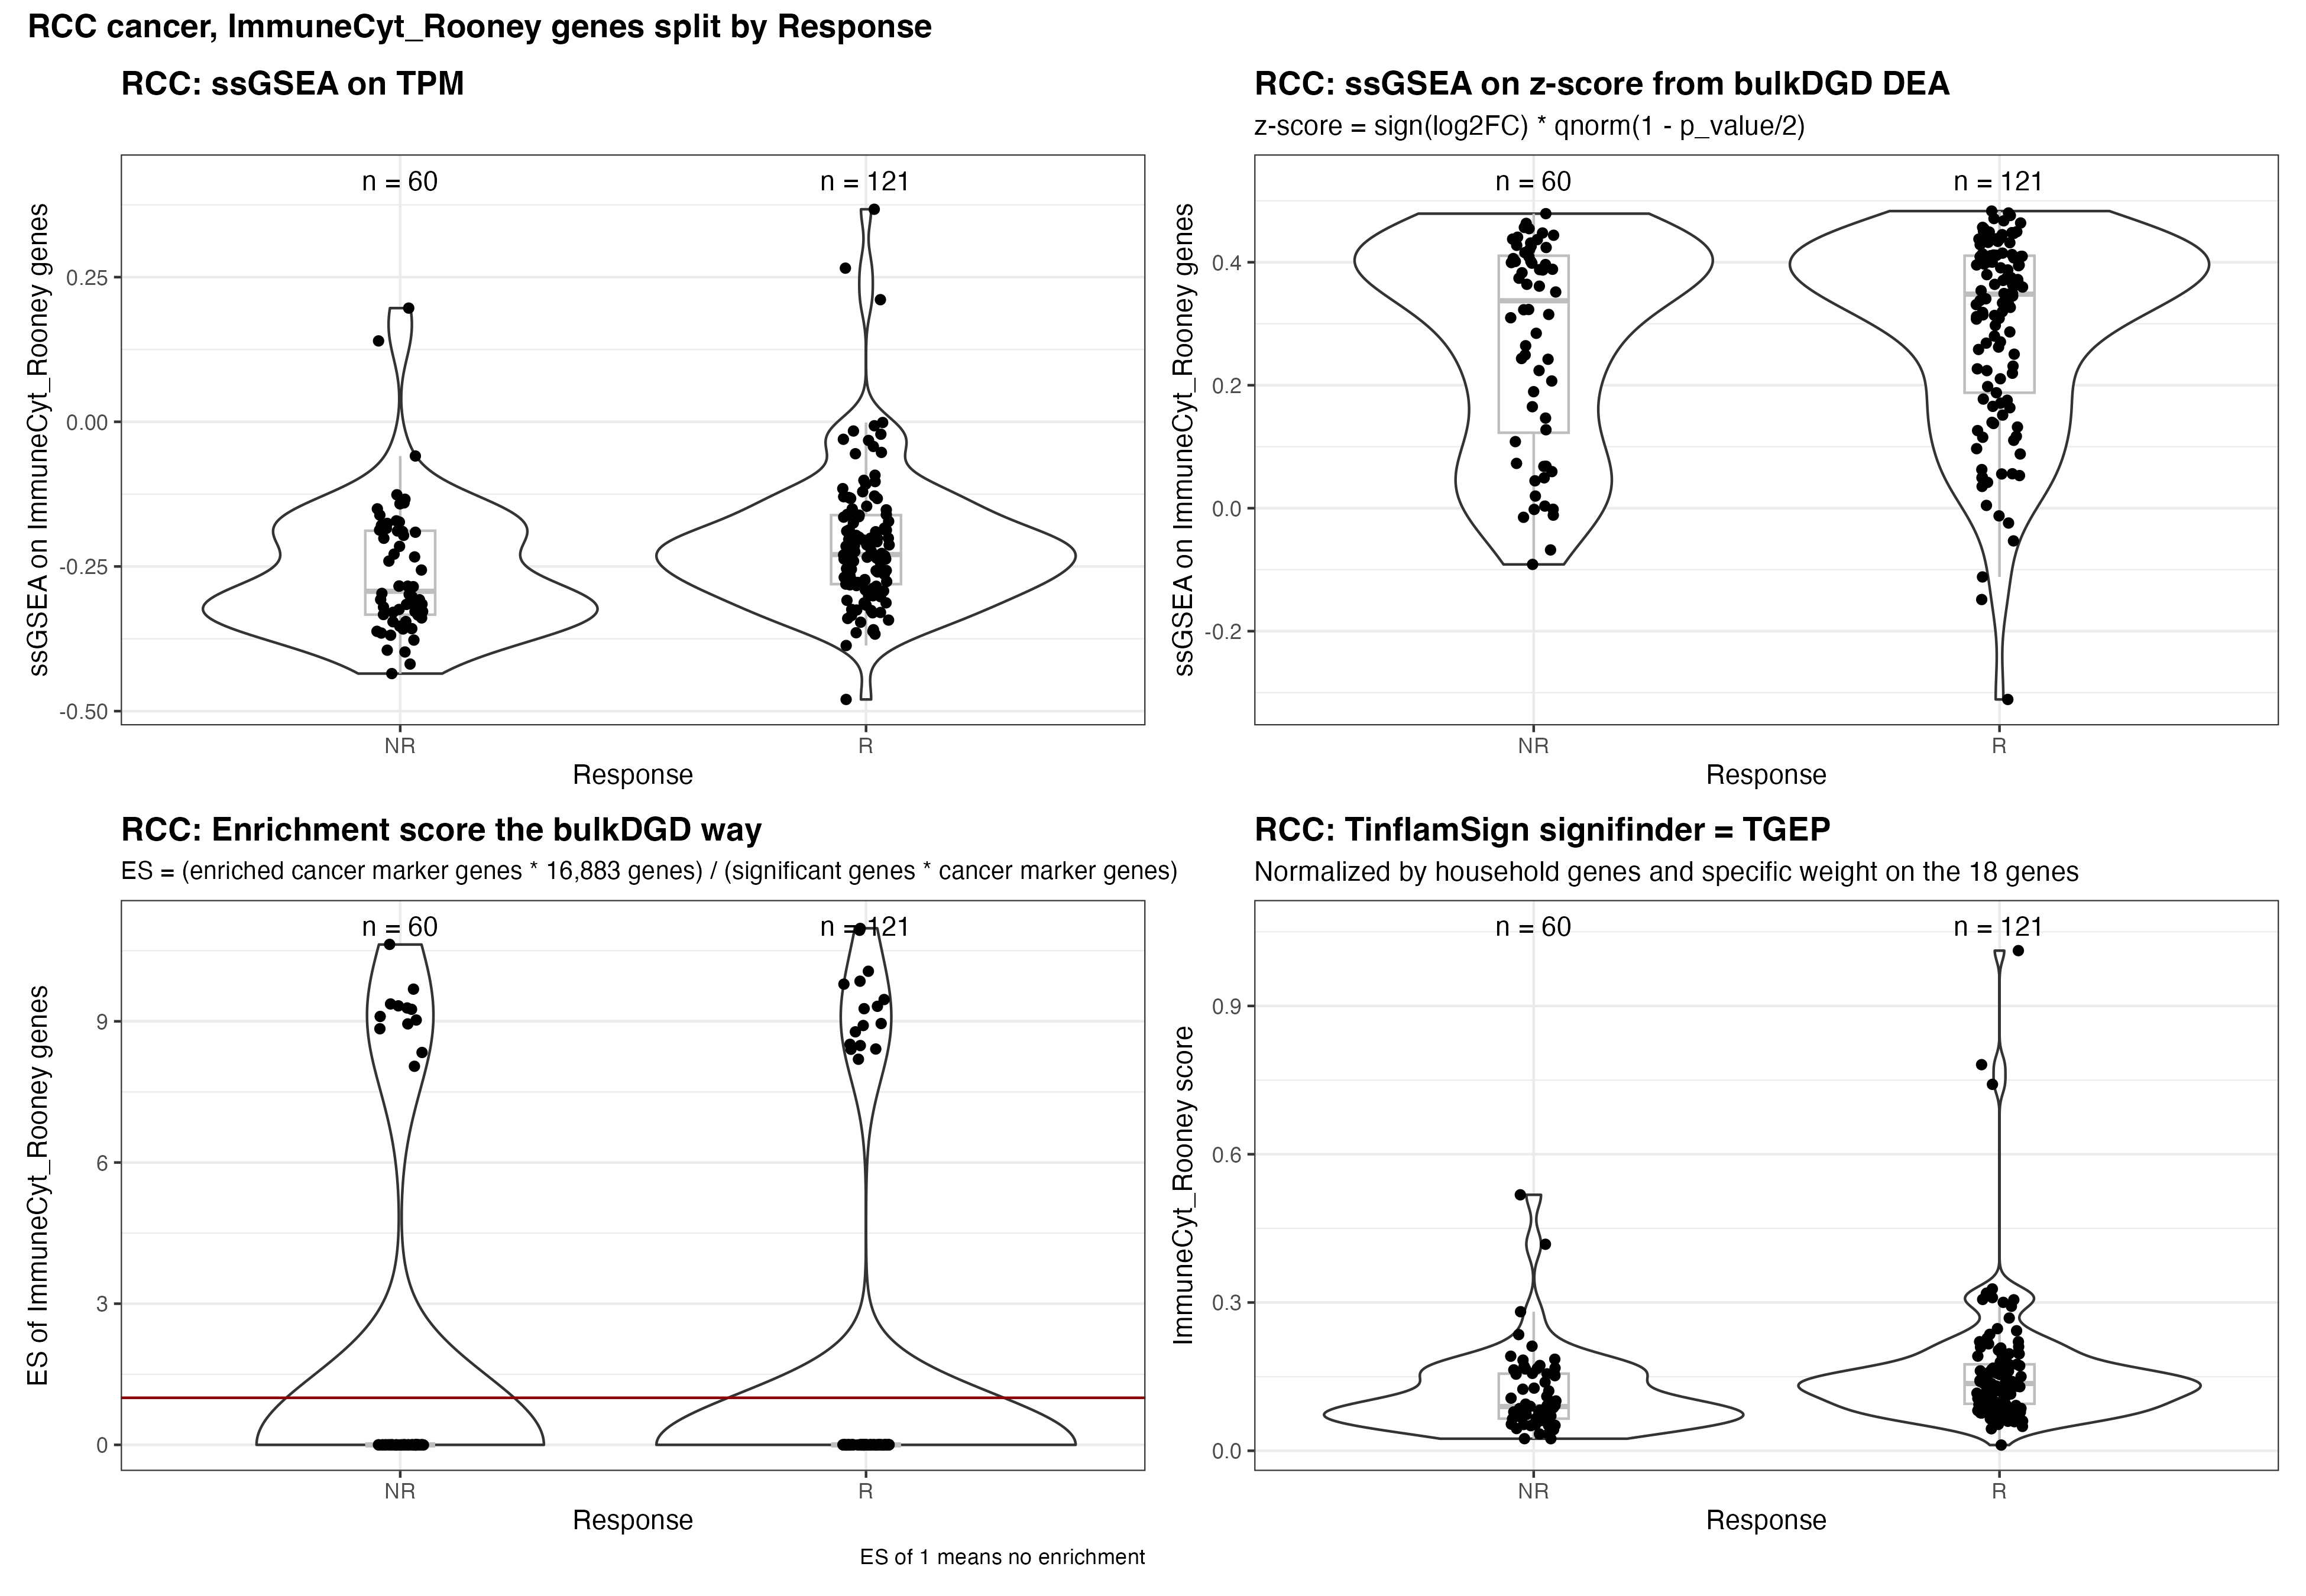 RCC cancer, ImmuneCyt_Rooney genes split by Response
RCC: ssGSEA on TPM
ssGSEA on ImmuneCyt_Rooney genes
n = 60
n = 121
0.25
0.00
-0.25
-0.50
NR
R
Response
RCC: ssGSEA on z-score from bulkDGD DEA
z-score = sign(log2FC) * qnorm(1 - p_value/2)
ssGSEA on ImmuneCyt_Rooney genes
n = 60
n = 121
0.4
0.2
0.0
-0.2
NR
R
Response
RCC: Enrichment score the bulkDGD way
ES = (enriched cancer marker genes * 16,883 genes) / (significant genes * cancer marker genes)
ES of ImmuneCyt_Rooney genes
n = 60
n = 121
9
6
3
0
NR
R
Response
ES of 1 means no enrichment
RCC: TinflamSign signifinder = TGEP
Normalized by household genes and specific weight on the 18 genes
ImmuneCyt_Rooney score
n = 60
n = 121
0.9
0.6
0.3
0.0
NR
R
Response